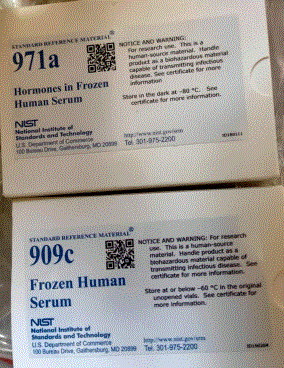 STANDARD REFERENCE MATERIAL®
971a
Hormones in Frozen
Human Serum
NIST
National Institute of
Standards and Technology
U.S. Department of Commerce
100 Bureau Drive, Gaithersburg, MD 20899
NOTICE AND WARNING:
For research use. This is a
human-source material. Handle
product as a biohazardous material
capable of transmitting infectious
disease. See certificate for more
information
Store in the dark at -80 °C. See
certificate for more information.
http://www.nist.gov/srm
Tel. 301-975-2200
STANDARD REFERENCE MATERIAL®
909c
Frozen Human
Serum
NIST
National Institute of
Standards and Technology
U.S. Department of Commerce
100 Bureau Drive, Gaithersburg, MD 20899
NOTICE AND WARNING: For research
use. This is a human-source
material. Handle product as a
biohazardous material capable of
transmitting infectious disease. See
certificate for more information.
Store at or below -60 °C in the original
unopened vials. See certificate for
more information.
http://www.nist.gov/srm
Tel. 301-975-2200